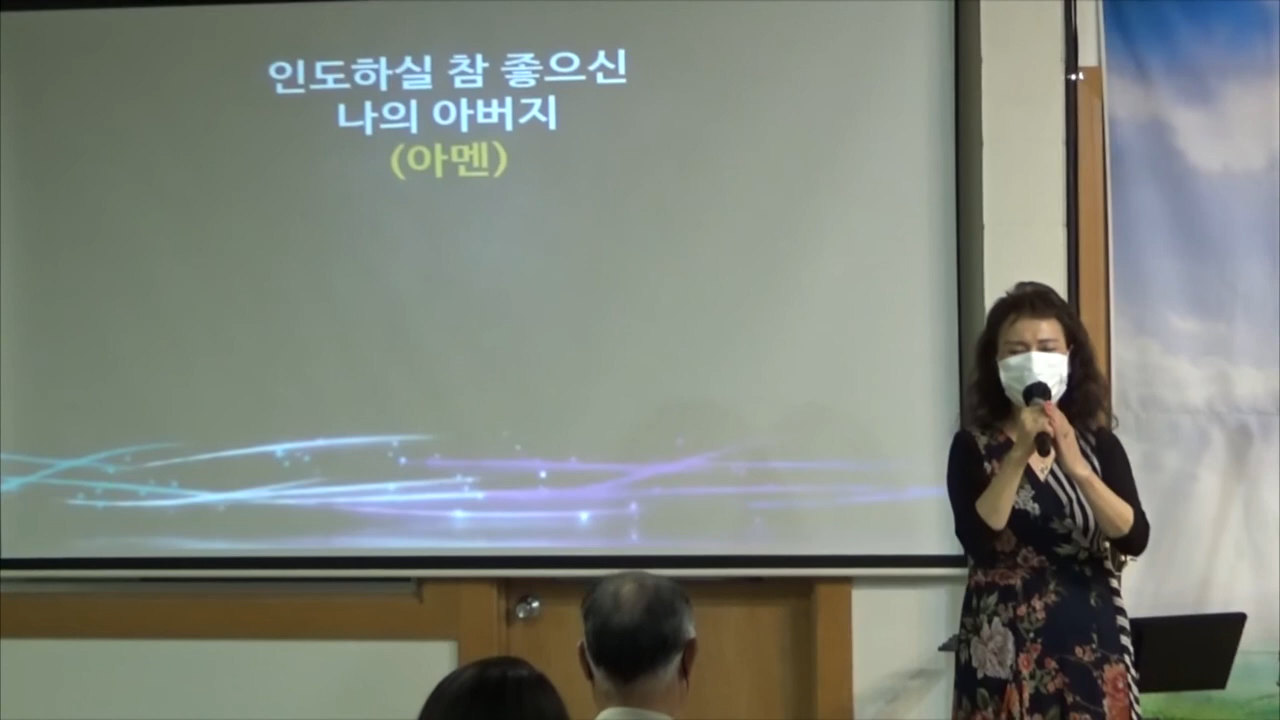 인도하실 참 좋으신
나의 아버지
(아멘)